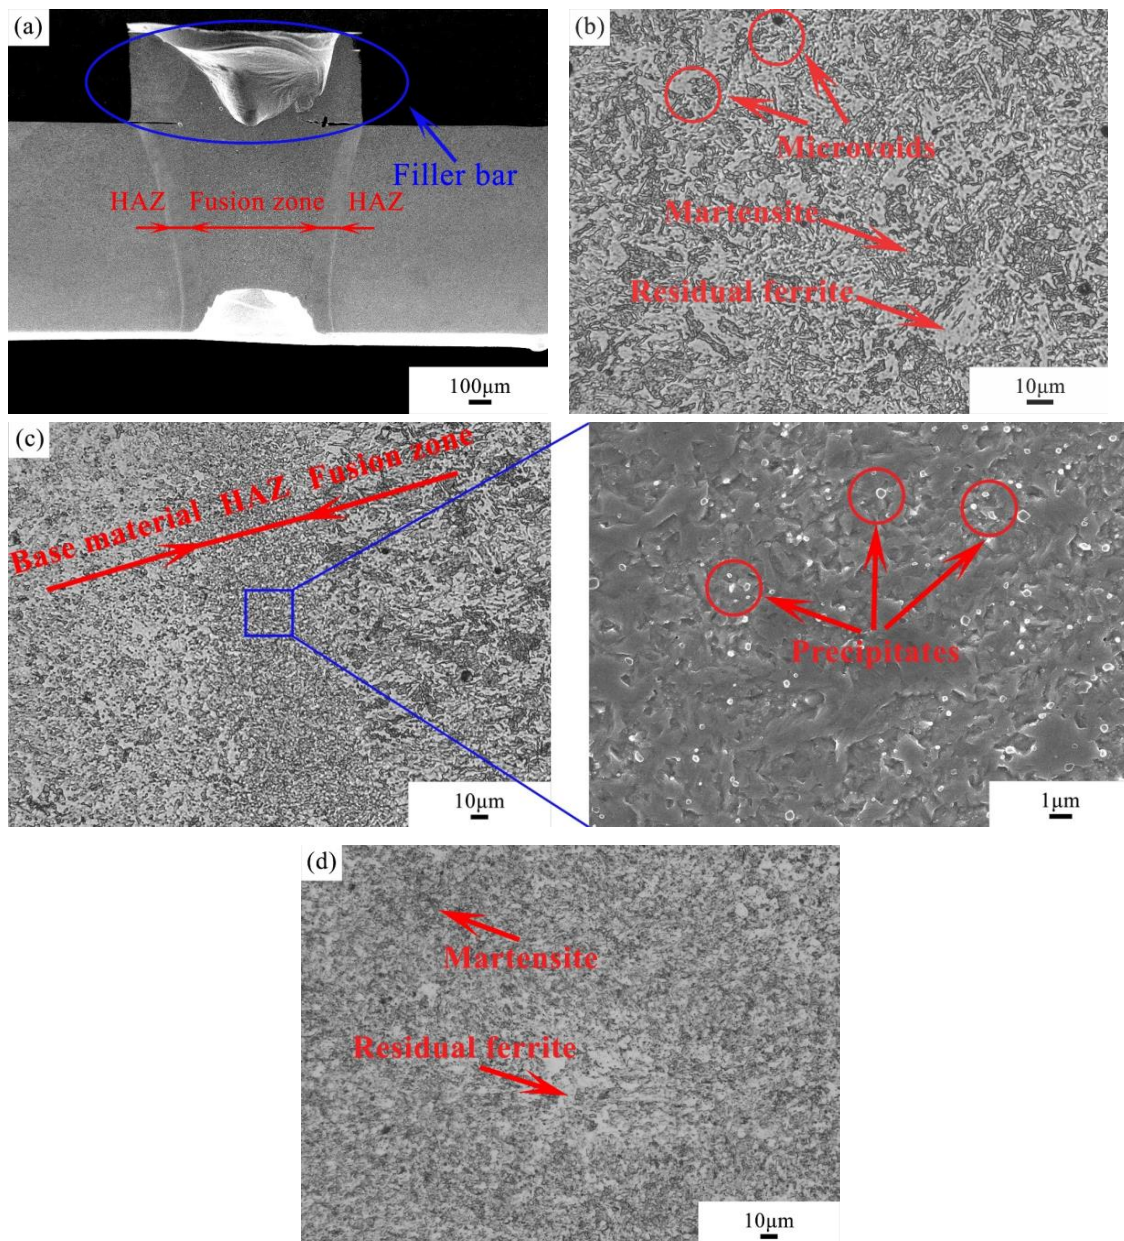 (a)
Filler bar
HAZ Fusion zone HAZ
100μm
(b)
Microvoids
Martensite
Residual ferrite
10μm
(c)
Base material HAZ Fusion zone
10μm
Precipitates
1μm
(d)
Martensite
Residual ferrite
10μm